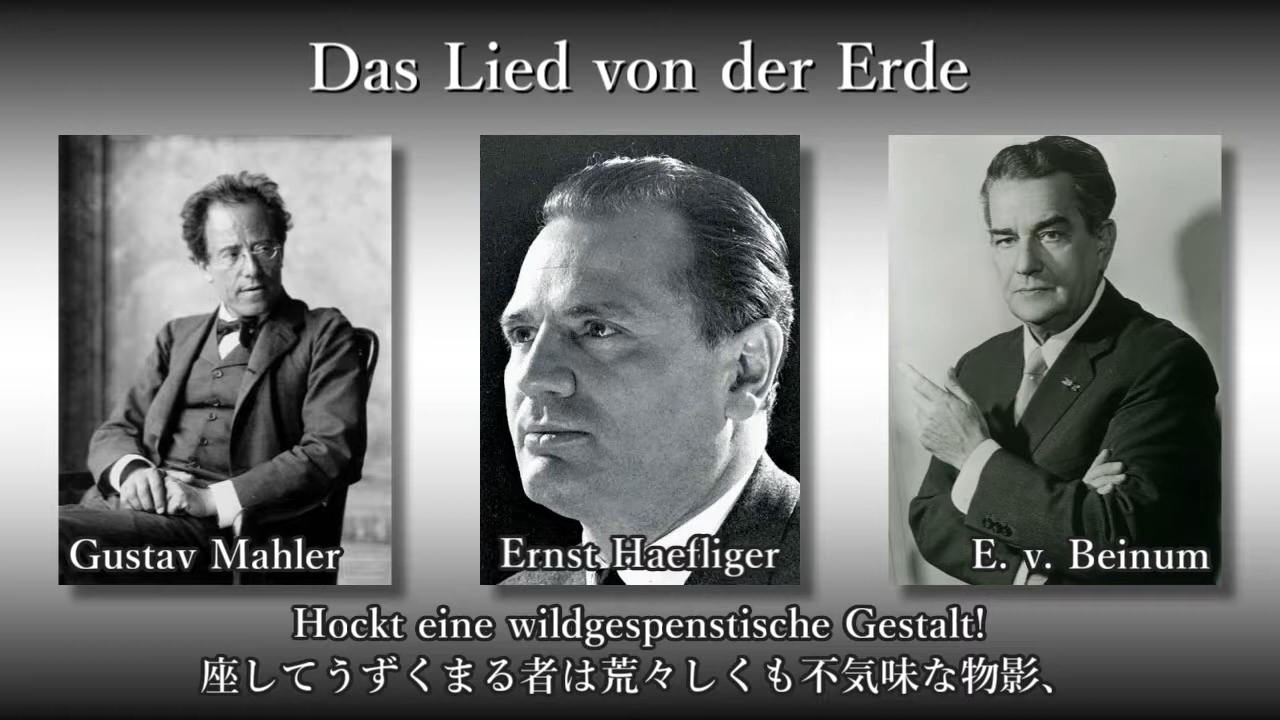 Das Lied von der Erde
Gustav Mahler
Ernst Haefliger
E. v. Beinum
Hockt eine wildgespenstische Gestalt!
座してうずくまる者は荒々しくも不気味な物影、